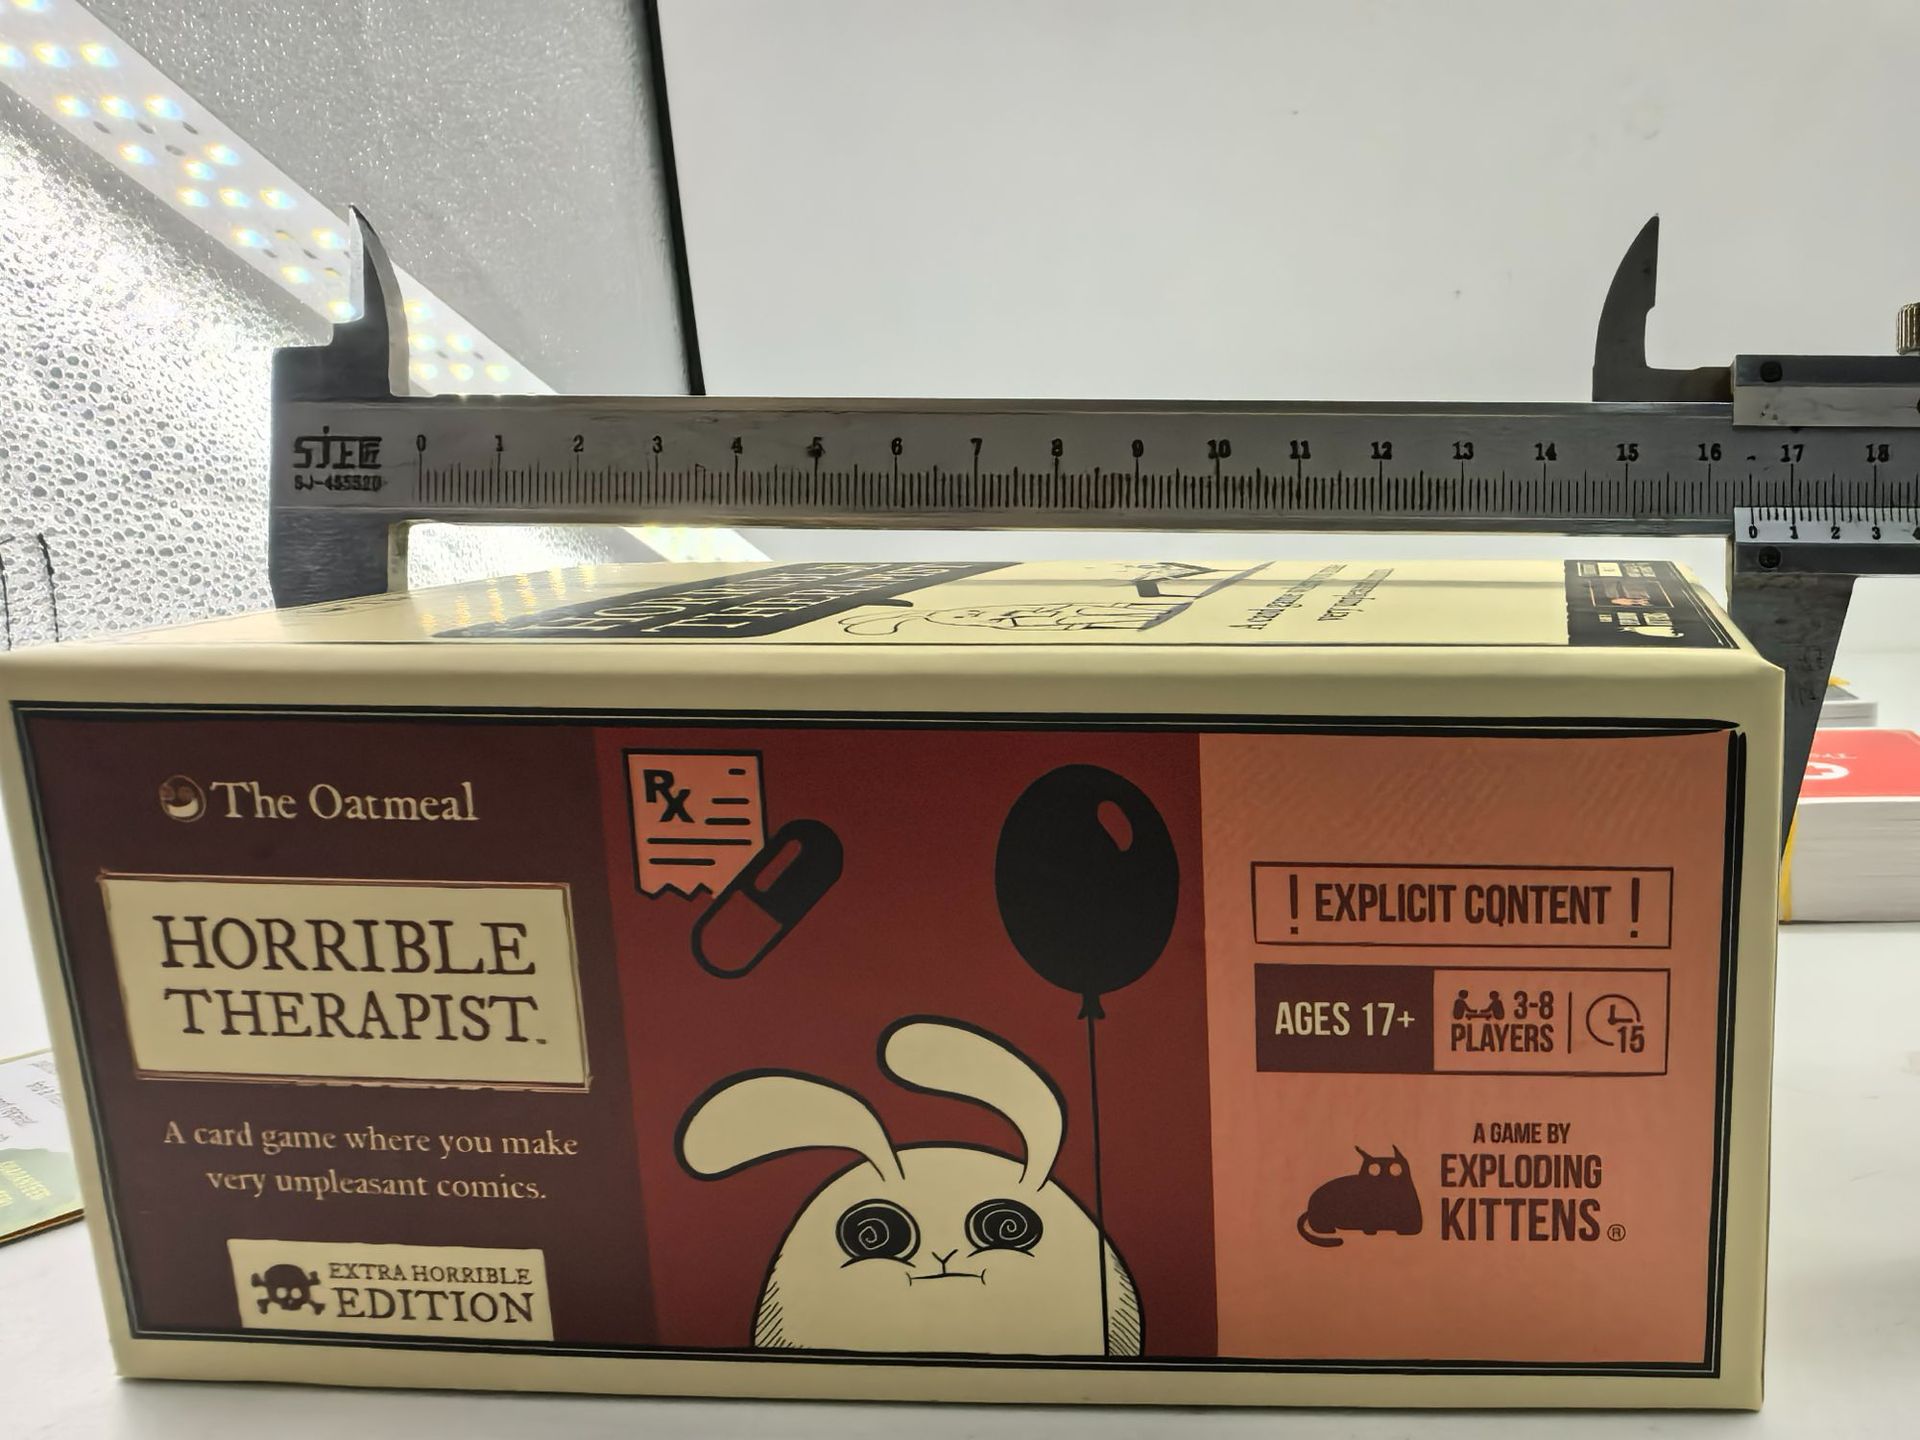 0 1 2 3 4 5 6 7 8 9 10 11 12 13 14 15 16 17 18
0 1 2 3
HORRIBLE
THERAPIST
The Oatmeal
HORRIBLE
THERAPIST™
A card game where you make
very unpleasant comics.
EXTRA HORRIBLE
EDITION
RX
! EXPLICIT CONTENT !
AGES 17+
3-8
PLAYERS
15
A GAME BY
EXPLODING
KITTENS®